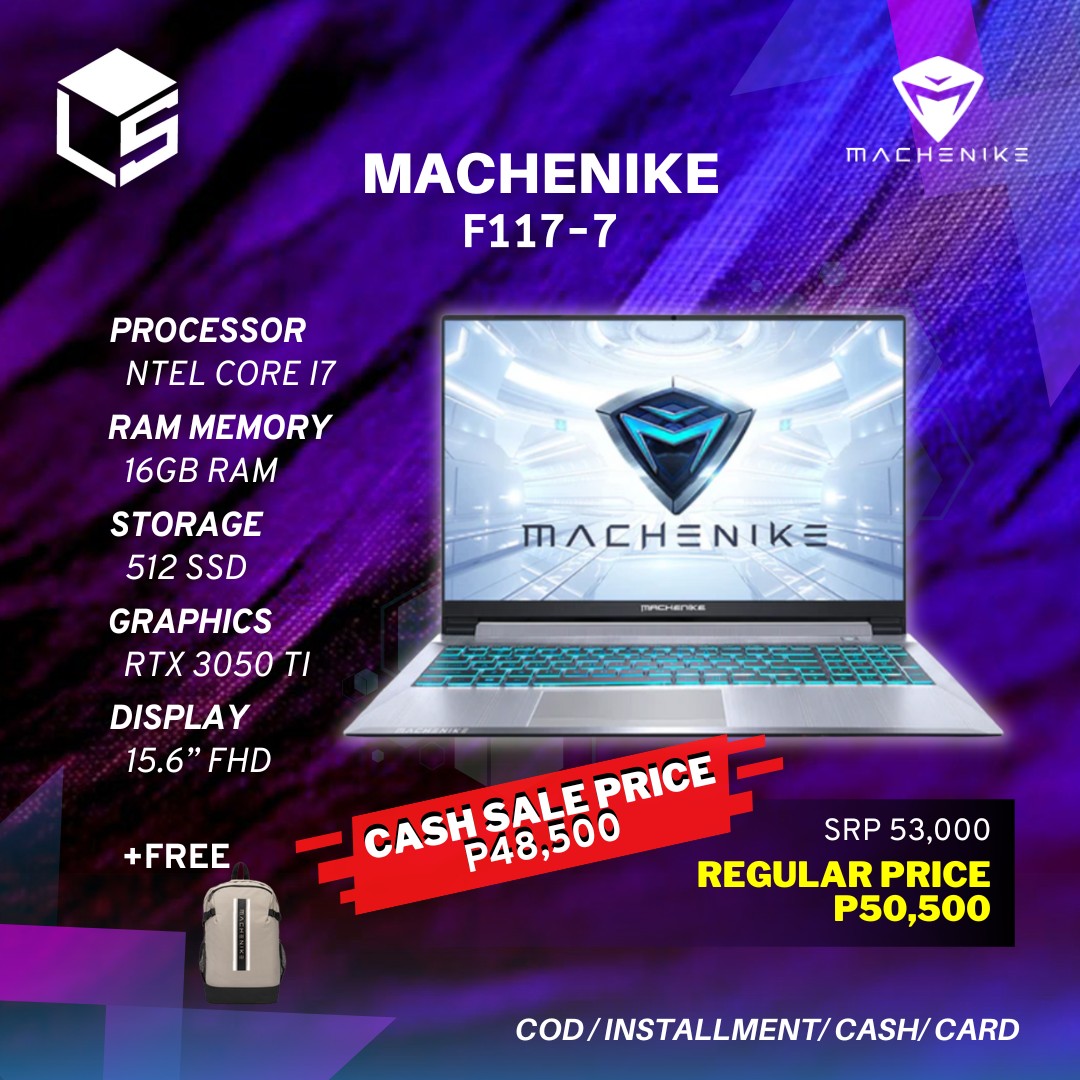 LS
MACHENIKE
MACHENIKE
F117-7
PROCESSOR
NTEL CORE I7
RAM MEMORY
16GB RAM
STORAGE
512 SSD
GRAPHICS
RTX 3050 TI
DISPLAY
15.6” FHD
MACHENIKE
MACHENIKE
CASH SALE PRICE
P48,500
SRP 53,000
REGULAR PRICE
P50,500
+FREE
MACHENIKE
COD/ INSTALLMENT/ CASH/ CARD